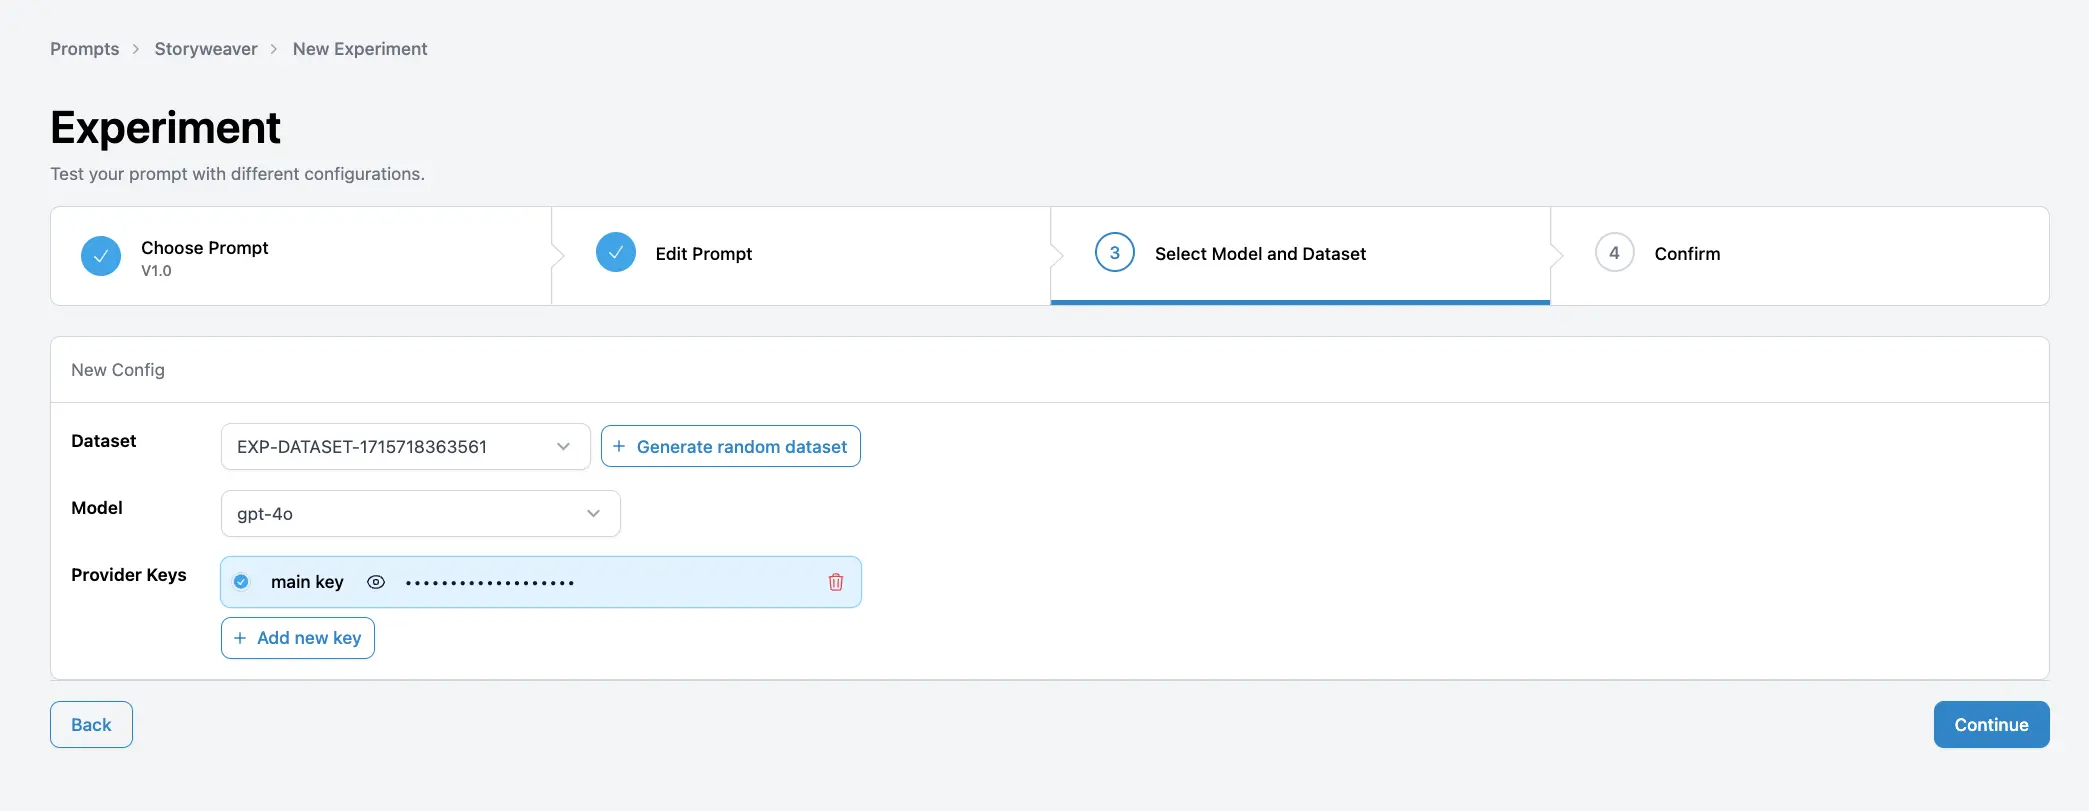 Prompts > Storyweaver > New Experiment
Experiment
Test your prompt with different configurations.
Choose Prompt
V1.0
Edit Prompt
3 Select Model and Dataset
4 Confirm
New Config
Dataset
EXP-DATASET-1715718363561
+ Generate random dataset
Model
gpt-4o
Provider Keys
main key •••••••••••••••••••
+ Add new key
Back
Continue